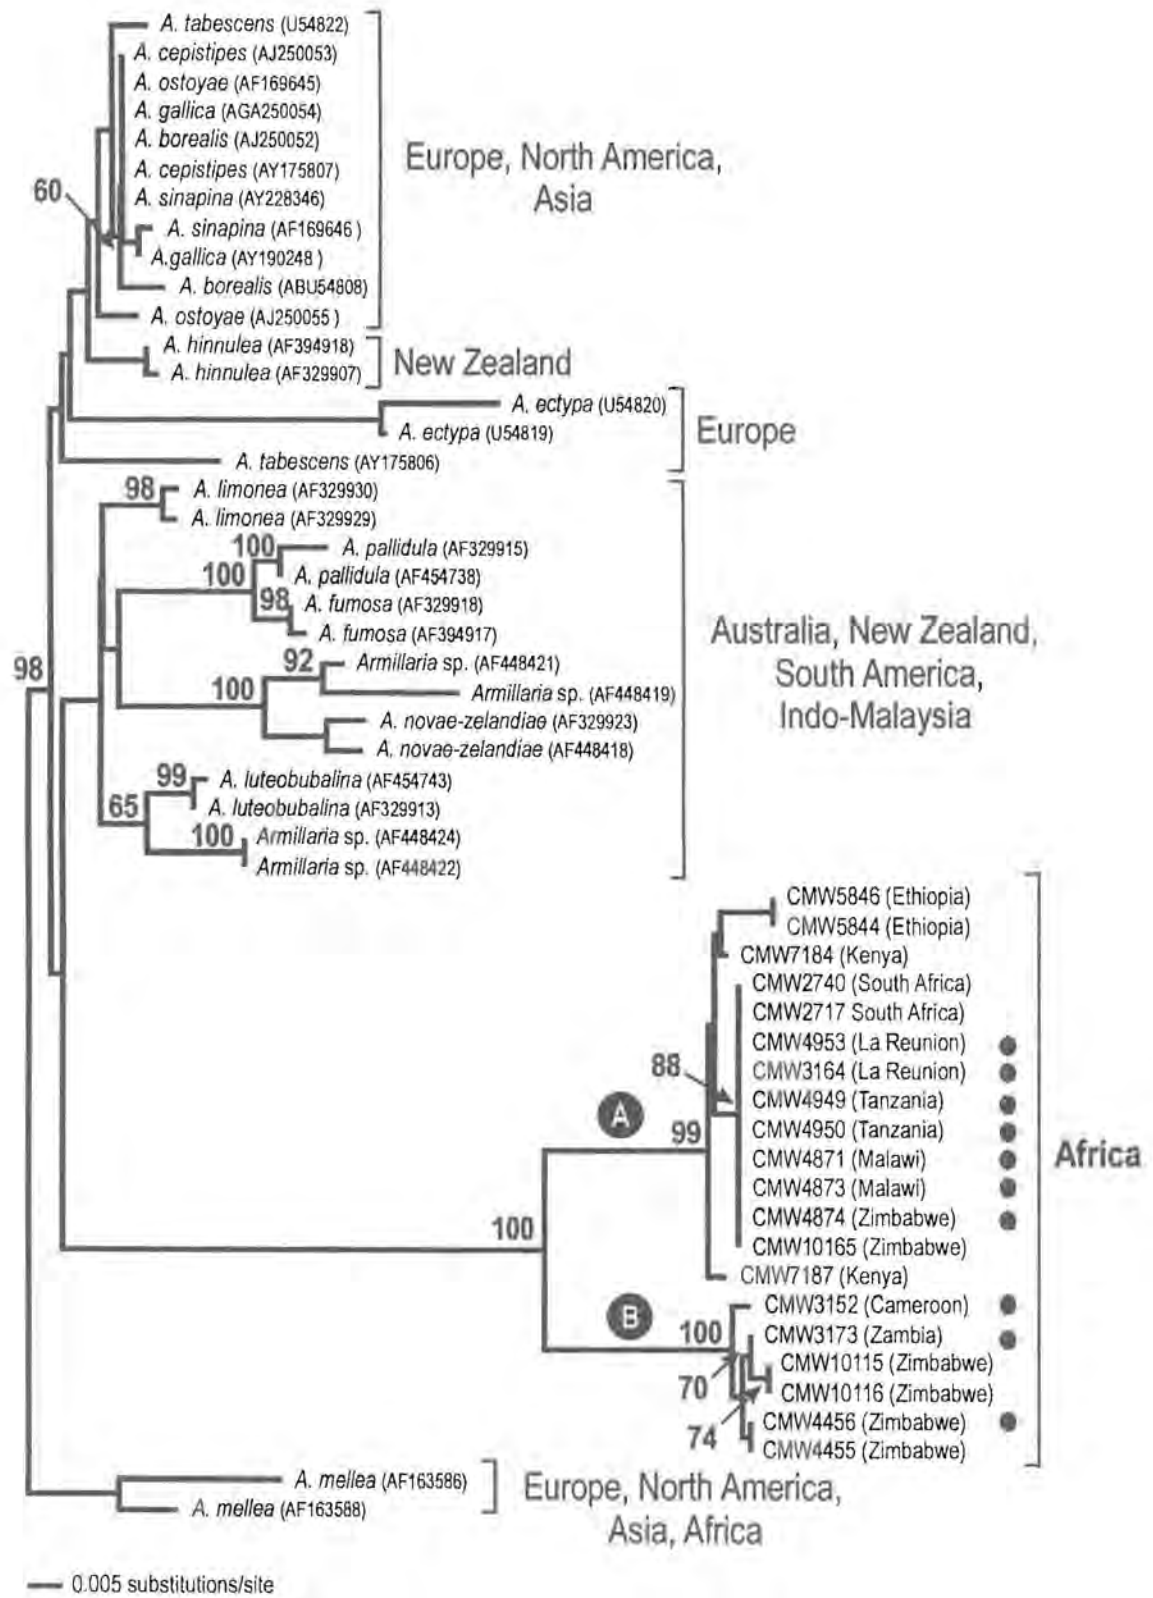 A. tabescens (U54822)
A. cepistipes (AJ250053)
A. ostoyae (AF169645)
A. gallica (AGA250054)
A. borealis (AJ250052)
A. cepistipes (AY175807)
A. sinapina (AY228346)
A. sinapina (AF169646 )
A.gallica (AY190248 )
A. borealis (ABU54808)
A. ostoyae (AJ250055 )
60
Europe, North America,
Asia
A. hinnulea (AF394918)
A. hinnulea (AF329907)
New Zealand
A. ectypa (U54820)
A. ectypa (U54819)
A. tabescens (AY175806)
Europe
98
A. limonea (AF329930)
A. limonea (AF329929)
100
A. pallidula (AF329915)
100
A. pallidula (AF454738)
98
A. fumosa (AF329918)
A. fumosa (AF394917)
92
Armillaria sp. (AF448421)
100
Armillaria sp. (AF448419)
A. novae-zelandiae (AF329923)
A. novae-zelandiae (AF448418)
99
A. luteobubalina (AF454743)
65
A. luteobubalina (AF329913)
100
Armillaria sp. (AF448424)
Armillaria sp. (AF448422)
Australia, New Zealand,
South America,
Indo-Malaysia
98
CMW5846 (Ethiopia)
CMW5844 (Ethiopia)
CMW7184 (Kenya)
CMW2740 (South Africa)
CMW2717 South Africa)
CMW4953 (La Reunion)
CMW3164 (La Reunion)
CMW4949 (Tanzania)
CMW4950 (Tanzania)
CMW4871 (Malawi)
CMW4873 (Malawi)
CMW4874 (Zimbabwe)
CMW10165 (Zimbabwe)
CMW7187 (Kenya)
88
A
99
100
Africa
B
100
CMW3152 (Cameroon)
CMW3173 (Zambia)
CMW10115 (Zimbabwe)
CMW10116 (Zimbabwe)
CMW4456 (Zimbabwe)
CMW4455 (Zimbabwe)
70
74
A. mellea (AF163586)
A. mellea (AF163588)
Europe, North America,
Asia, Africa
0.005 substitutions/site